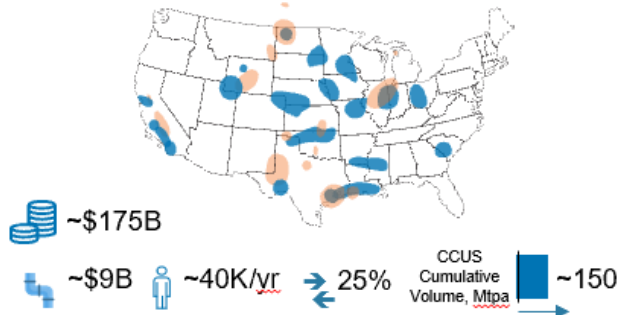 ~$175B
~$9B
~40K/yr
25%
CCUS
Cumulative
Volume, Mtpa
~150